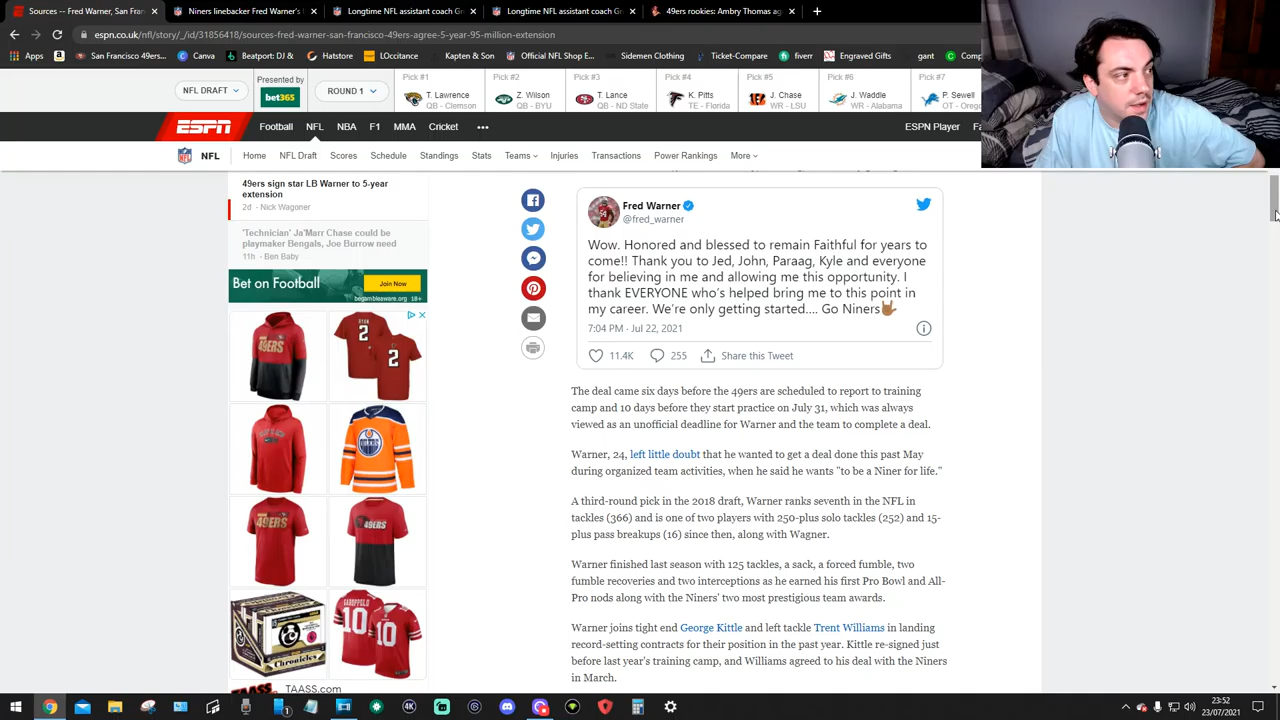 Sources -- Fred Warner, San Fra
NFL assistant coach Greg Knapp
Longtime NFL assistant coach Gr
Longtime NFL assistant coach Gr
49ers rookies: Ambry Thomas ag
espn.co.uk/nfl/story/_/id/31856418/sources-fred-warner-san-francisco-49ers-agree-5-year-95-million-extension
Apps
San Francisco 49ers...
Canva
Beatport: DJ &
Hatstore
LOccitance
Kapten & Son
Official NFL Shop E...
Sidemen Clothing
Ticket-Compare
fiverr
Engraved Gifts
gant
NFL DRAFT
Presented by
bet365
ROUND 1
Pick #1
T. Lawrence
QB - Clemson
Pick #2
Z. Wilson
QB - BYU
Pick #3
T. Lance
QB - ND State
Pick #4
K. Pitts
TE - Florida
Pick #5
J. Chase
WR - LSU
Pick #6
J. Waddle
WR - Alabama
Pick #7
P. Sewell
OT - Orego
ESPN
Football
NFL
NBA
F1
MMA
Cricket
ESPN Player
NFL
Home
NFL Draft
Scores
Schedule
Standings
Stats
Teams
Injuries
Transactions
Power Rankings
More
49ers sign star LB Warner to 5-year
extension
2d - Nick Wagoner
'Technician' Ja'Marr Chase could be
playmaker Bengals, Joe Burrow need
11h - Ben Baby
Bet on Football
Join Now
begambleaware.org 18+
49ERS
RYAN
2
2
49ERS
49ERS
Chronicles
GAROPPOLO
10
10
TAASS
TAASS.com
Fred Warner
@fred_warner
Wow. Honored and blessed to remain Faithful for years to
come!! Thank you to Jed, John, Paraag, Kyle and everyone
for believing in me and allowing me this opportunity. I
thank EVERYONE who's helped bring me to this point in
my career. We're only getting started…. Go Niners🤟🏾
7:04 PM · Jul 22, 2021
11.4K
255
Share this Tweet
The deal came six days before the 49ers are scheduled to report to training
camp and 10 days before they start practice on July 31, which was always
viewed as an unofficial deadline for Warner and the team to complete a deal.
Warner, 24, left little doubt that he wanted to get a deal done this past May
during organized team activities, when he said he wants "to be a Niner for life."
A third-round pick in the 2018 draft, Warner ranks seventh in the NFL in
tackles (366) and is one of two players with 250-plus solo tackles (252) and 15-
plus pass breakups (16) since then, along with Wagner.
Warner finished last season with 125 tackles, a sack, a forced fumble, two
fumble recoveries and two interceptions as he earned his first Pro Bowl and All-
Pro nods along with the Niners' two most prestigious team awards.
Warner joins tight end George Kittle and left tackle Trent Williams in landing
record-setting contracts for their position in the past year. Kittle re-signed just
before last year's training camp, and Williams agreed to his deal with the Niners
in March.
23:52
23/07/2021